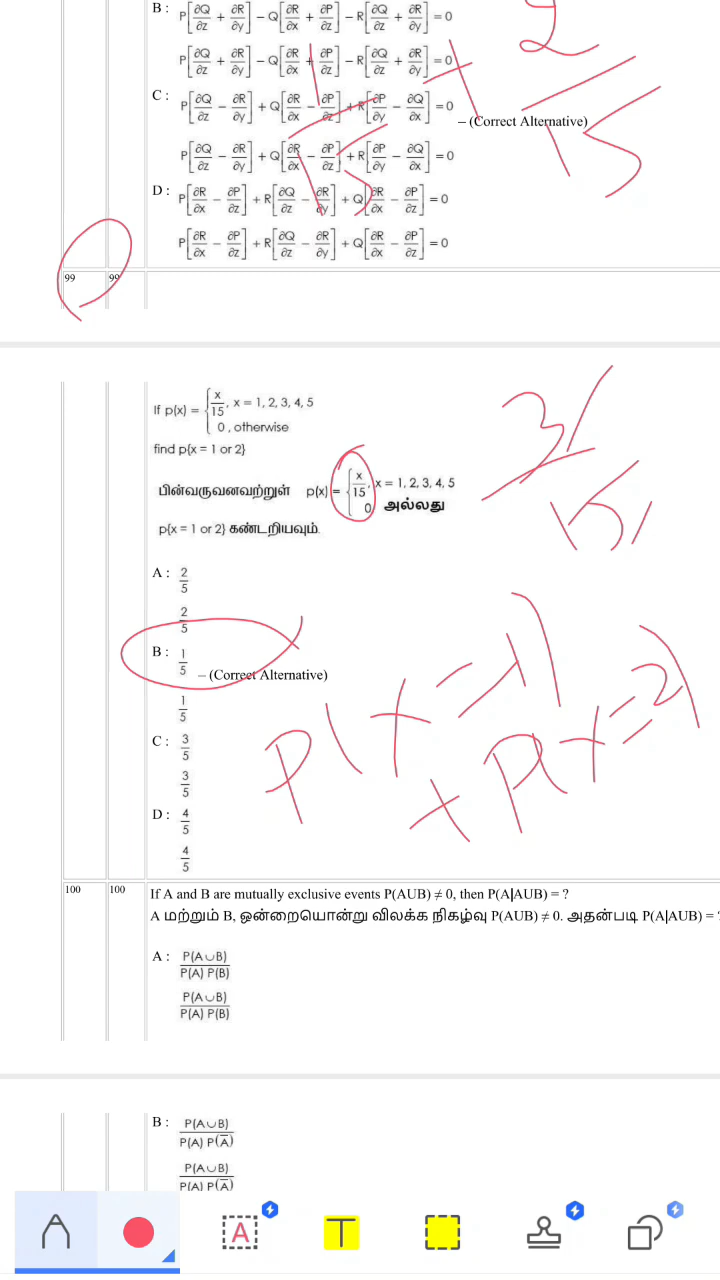 B : P[∂Q/∂z + ∂R/∂y] – Q[∂R/∂x + ∂P/∂z] – R[∂Q/∂z + ∂R/∂y] = 0
P[∂Q/∂z + ∂R/∂y] – Q[∂R/∂x + ∂P/∂z] – R[∂Q/∂z + ∂R/∂y] = 0
C : P[∂Q/∂z – ∂R/∂y] + Q[∂R/∂x – ∂P/∂z] + R[∂P/∂y – ∂Q/∂x] = 0
– (Correct Alternative)
P[∂Q/∂z – ∂R/∂y] + Q[∂R/∂x – ∂P/∂z] + R[∂P/∂y – ∂Q/∂x] = 0
D : P[∂R/∂x – ∂P/∂z] + R[∂Q/∂z – ∂R/∂y] + Q[∂R/∂x – ∂P/∂z] = 0
P[∂R/∂x – ∂P/∂z] + R[∂Q/∂z – ∂R/∂y] + Q[∂R/∂x – ∂P/∂z] = 0
2/15
99 99
If p(x) = { x/15, x = 1, 2, 3, 4, 5
0 , otherwise
find p{x = 1 or 2}
3/15
பின்வருவனவற்றுள் p(x) = { x/15, x = 1, 2, 3, 4, 5
0 அல்லது
p{x = 1 or 2} கண்டறியவும்.
A : 2/5
2/5
B : 1/5 – (Correct Alternative)
1/5
C : 3/5
3/5
D : 4/5
4/5
P(x=1)
+ P(x=2)
100 100 If A and B are mutually exclusive events P(AUB) ≠ 0, then P(A|AUB) = ?
A மற்றும் B, ஒன்றையொன்று விலக்க நிகழ்வு P(AUB) ≠ 0. அதன்படி P(A|AUB) = ?
A : P(A∪B)/P(A) P(B)
P(A∪B)/P(A) P(B)
B : P(A∪B)/P(A) P(A̅)
P(A∪B)/P(A) P(A̅)
A T